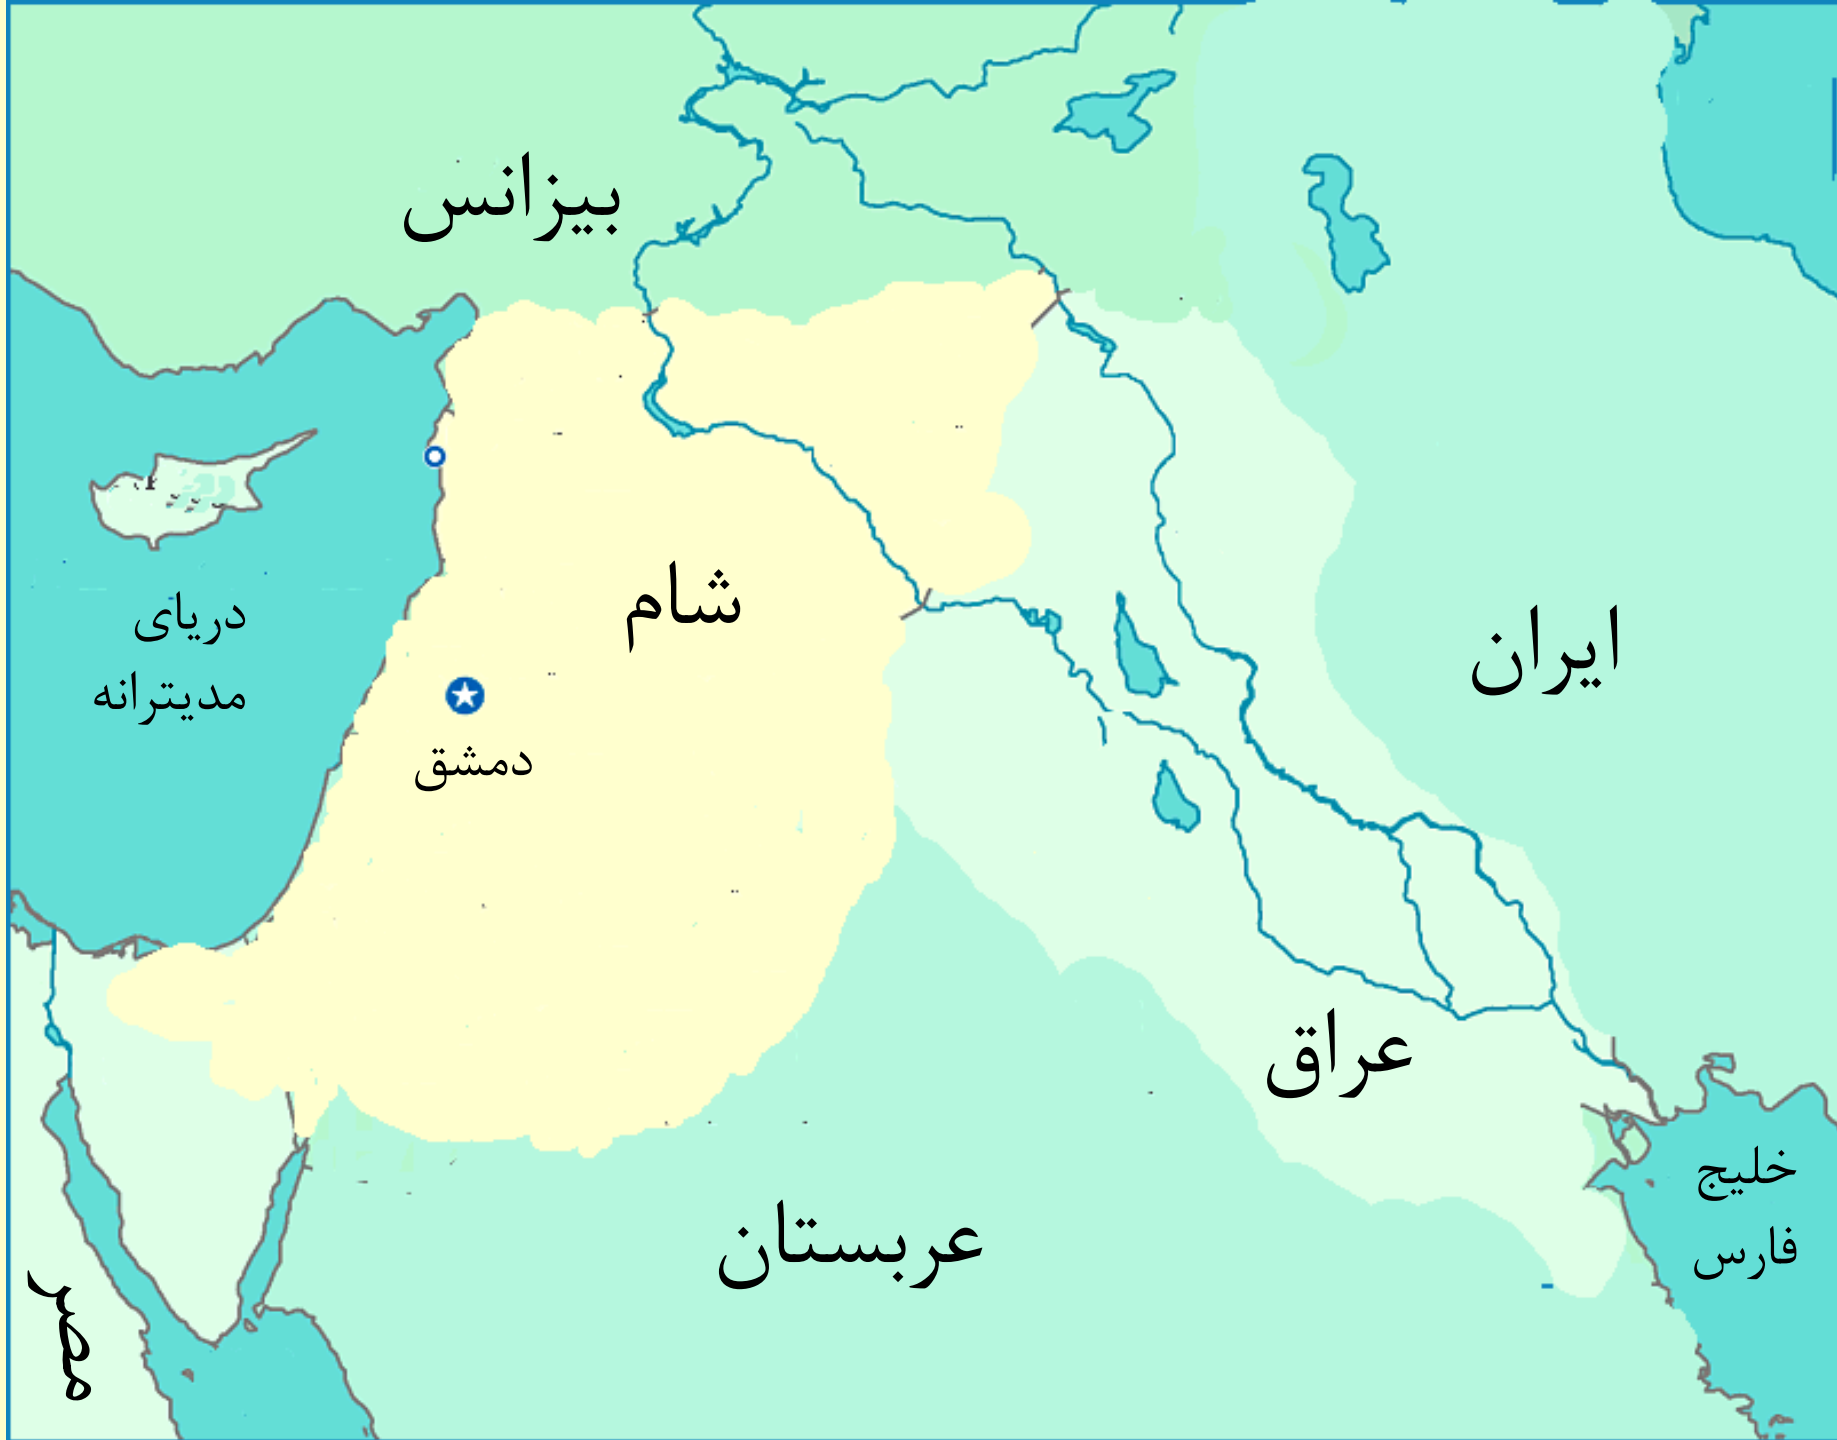 بیزانس
شام
دریای
مدیترانه
دمشق
ایران
عراق
خلیج
فارس
عربستان
مصر